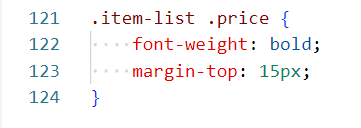 121 .item-list .price {
122     font-weight: bold;
123     margin-top: 15px;
124 }